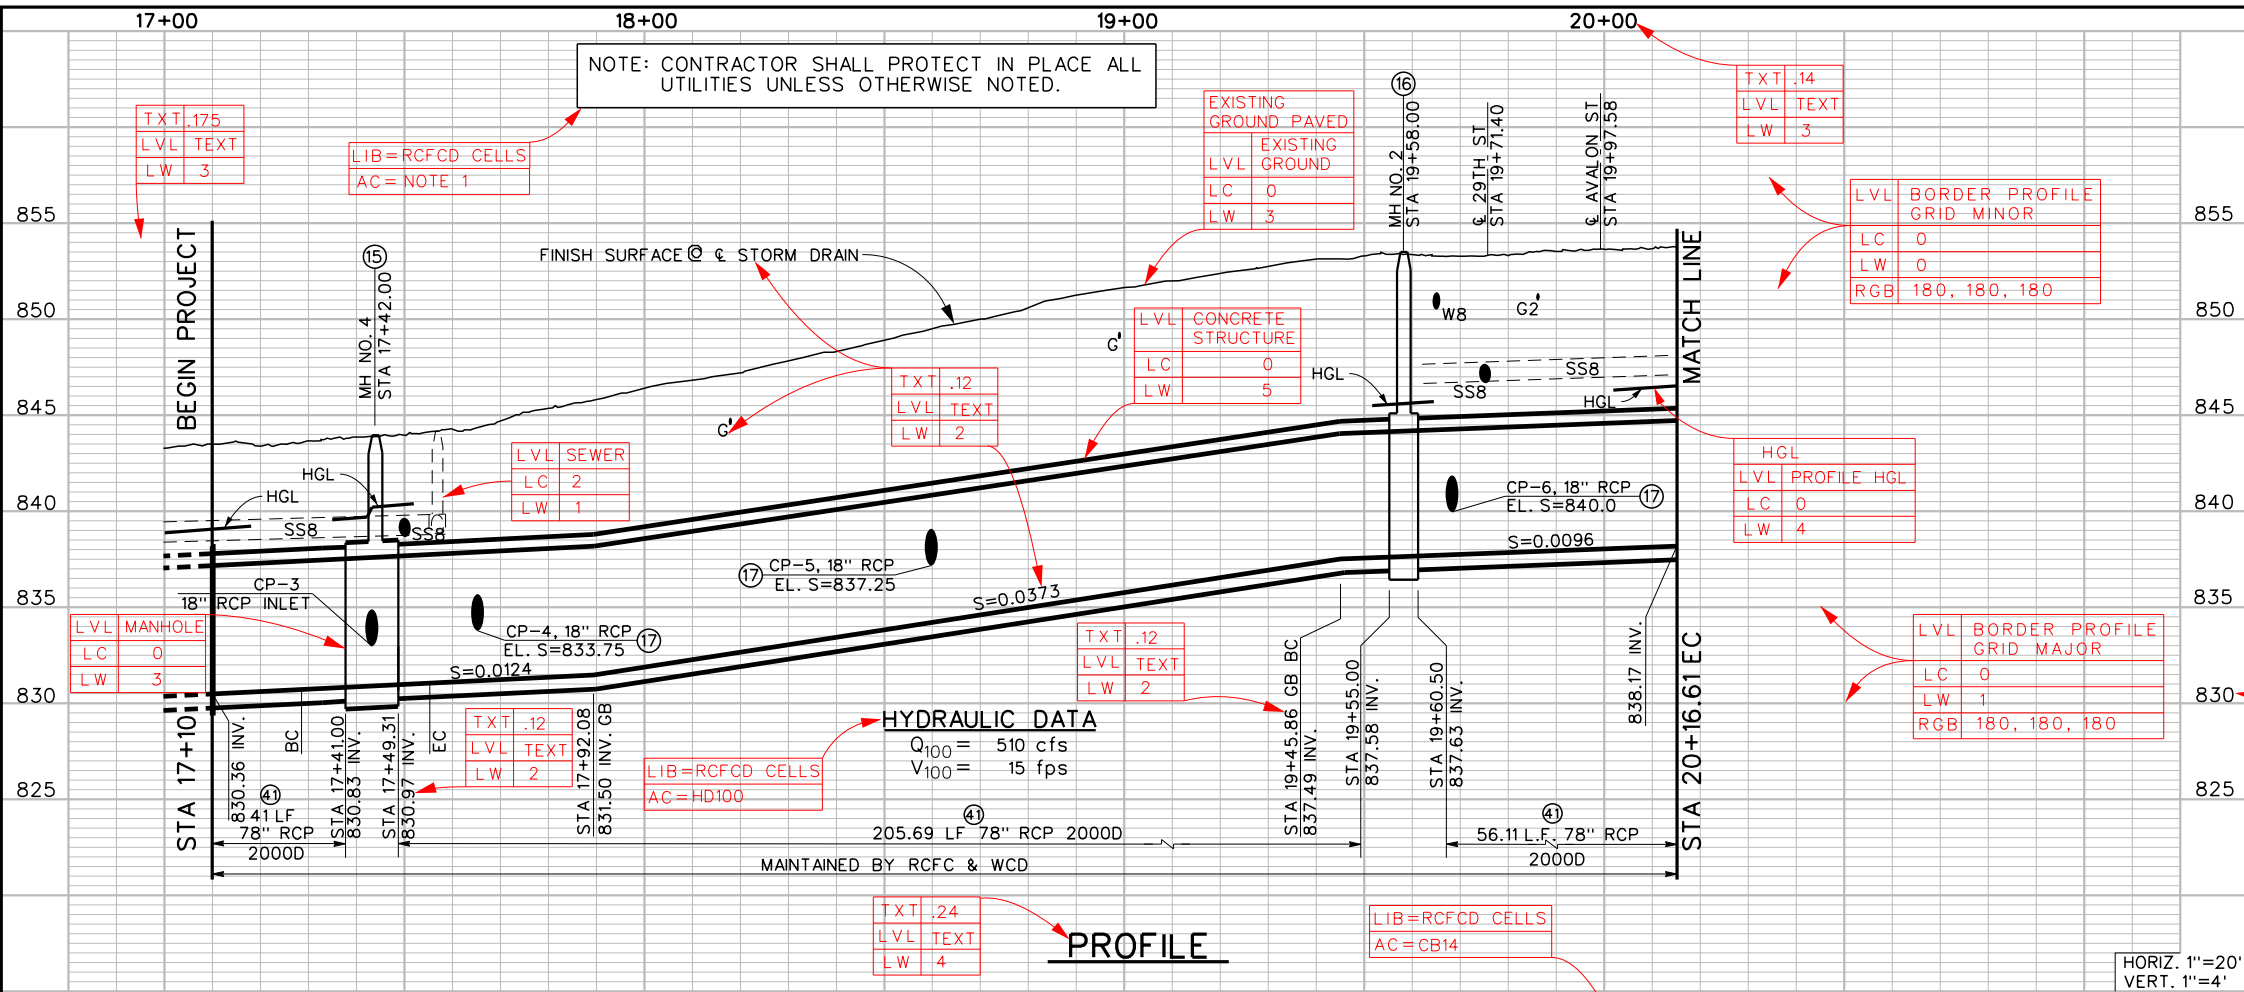 17+00
18+00
19+00
20+00
NOTE: CONTRACTOR SHALL PROTECT IN PLACE ALL
UTILITIES UNLESS OTHERWISE NOTED.
TXT .175
LVL TEXT
LW 3
LIB=RCFCD CELLS
AC=NOTE 1
EXISTING
GROUND PAVED
LVL EXISTING
GROUND
LC 0
LW 3
16
MH NO. 2
STA 19+58.00
℄ 29TH ST
STA 19+71.40
℄ AVALON ST
STA 19+97.58
TXT .14
LVL TEXT
LW 3
LVL BORDER PROFILE
GRID MINOR
LC 0
LW 0
RGB 180, 180, 180
855
850
845
840
835
830
825
855
850
845
840
835
830
825
BEGIN PROJECT
STA 17+10
15
MH NO. 4
STA 17+42.00
FINISH SURFACE @ ℄ STORM DRAIN
MATCH LINE
STA 20+16.61 EC
W8
G2
G
G
LVL CONCRETE
STRUCTURE
LC 0
LW 5
TXT .12
LVL TEXT
LW 2
HGL
SS8
SS8
HGL
LVL SEWER
LC 2
LW 1
HGL
HGL
SS8
SS8
HGL
LVL PROFILE HGL
LC 0
LW 4
CP-6, 18" RCP
EL. S=840.0
17
S=0.0096
CP-5, 18" RCP
EL. S=837.25
17
S=0.0373
CP-3
18" RCP INLET
CP-4, 18" RCP
EL. S=833.75
17
S=0.0124
LVL MANHOLE
LC 0
LW 3
TXT .12
LVL TEXT
LW 2
LVL BORDER PROFILE
GRID MAJOR
LC 0
LW 1
RGB 180, 180, 180
830.36 INV.
BC
STA 17+41.00
830.83 INV.
STA 17+49.31
830.97 INV.
EC
TXT .12
LVL TEXT
LW 2
STA 17+92.08
831.50 INV. GB
HYDRAULIC DATA
Q100 = 510 cfs
V100 = 15 fps
LIB=RCFCD CELLS
AC=HD100
STA 19+45.86 GB BC
837.49 INV.
STA 19+55.00
837.58 INV.
STA 19+60.50
837.63 INV.
838.17 INV.
41
8.41 LF
78" RCP
2000D
41
205.69 LF 78" RCP 2000D
41
56.11 L.F. 78" RCP
2000D
MAINTAINED BY RCFC & WCD
TXT .24
LVL TEXT
LW 4
PROFILE
LIB=RCFCD CELLS
AC=CB14
HORIZ. 1"=20'
VERT. 1"=4'